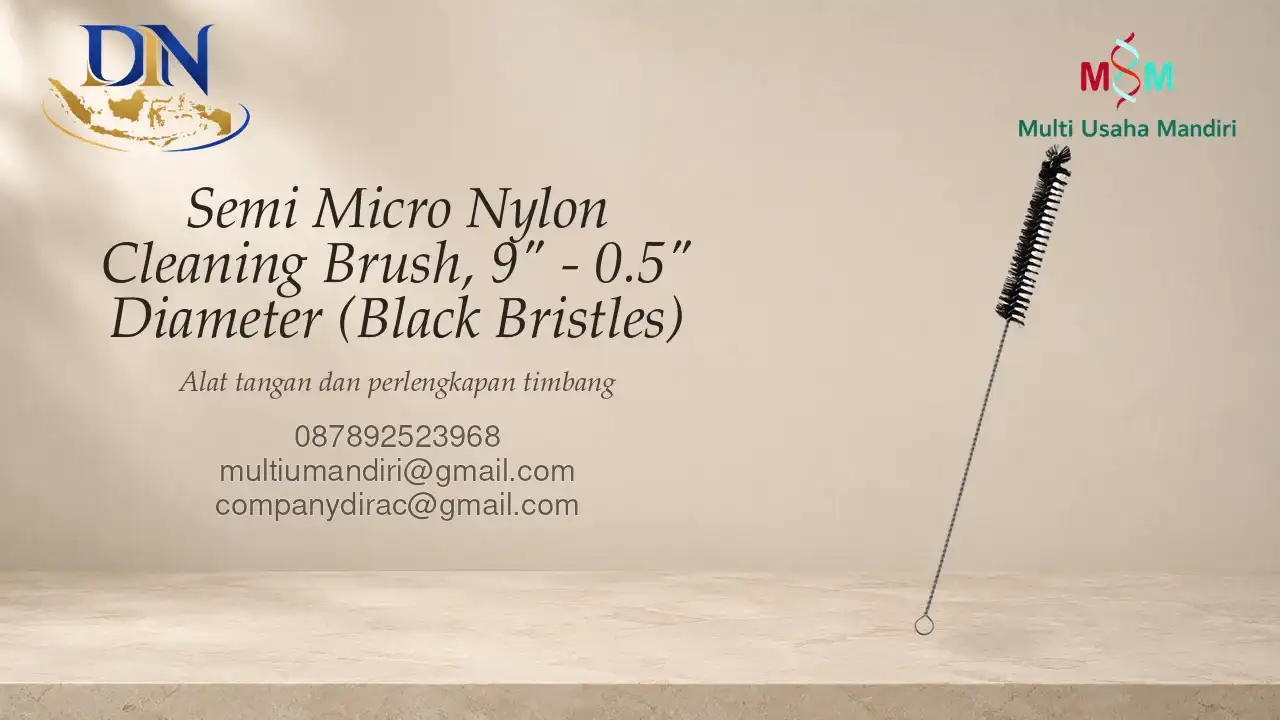 DIN
M M
Multi Usaha Mandiri
Semi Micro Nylon
Cleaning Brush, 9" - 0.5"
Diameter (Black Bristles)
Alat tangan dan perlengkapan timbang
087892523968
multiumandiri@gmail.com
companydirac@gmail.com